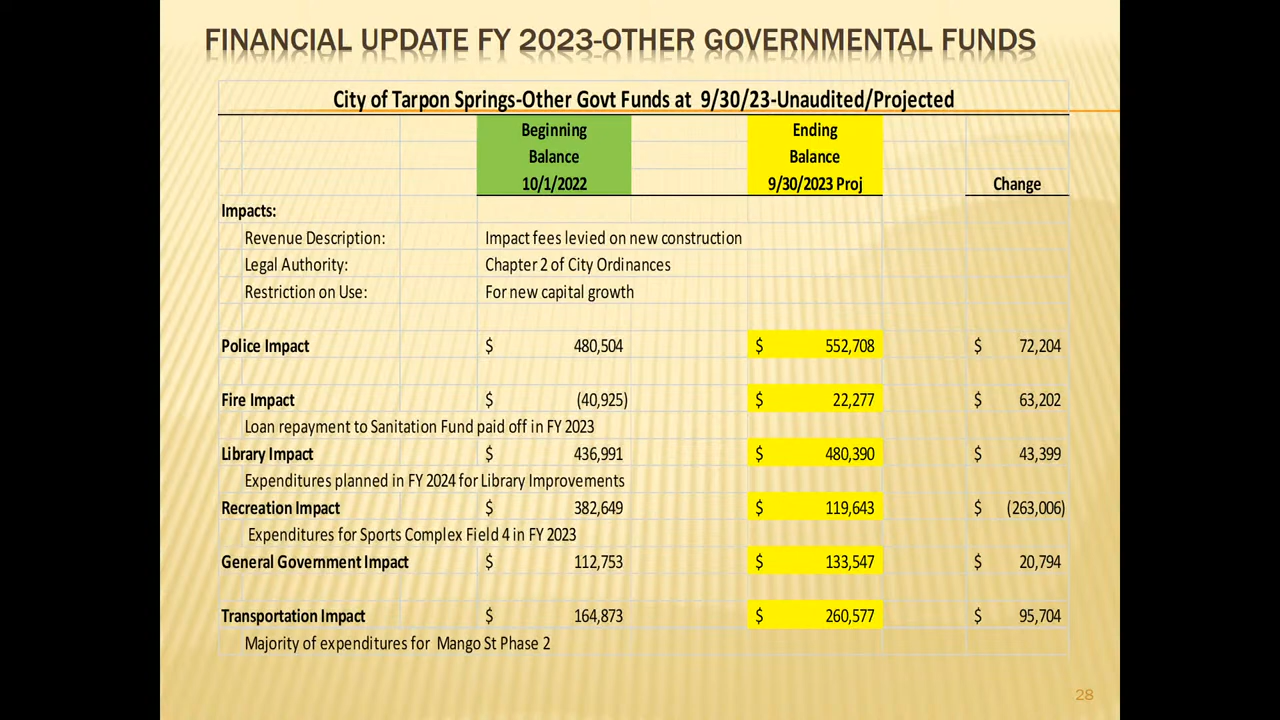 FINANCIAL UPDATE FY 2023-OTHER GOVERNMENTAL FUNDS
City of Tarpon Springs-Other Govt Funds at 9/30/23-Unaudited/Projected
Beginning Ending
Balance Balance
10/1/2022 9/30/2023 Proj Change
Impacts:
Revenue Description: Impact fees levied on new construction
Legal Authority: Chapter 2 of City Ordinances
Restriction on Use: For new capital growth
Police Impact $ 480,504 $ 552,708 $ 72,204
Fire Impact $ (40,925) $ 22,277 $ 63,202
Loan repayment to Sanitation Fund paid off in FY 2023
Library Impact $ 436,991 $ 480,390 $ 43,399
Expenditures planned in FY 2024 for Library Improvements
Recreation Impact $ 382,649 $ 119,643 $ (263,006)
Expenditures for Sports Complex Field 4 in FY 2023
General Government Impact $ 112,753 $ 133,547 $ 20,794
Transportation Impact $ 164,873 $ 260,577 $ 95,704
Majority of expenditures for Mango St Phase 2
28